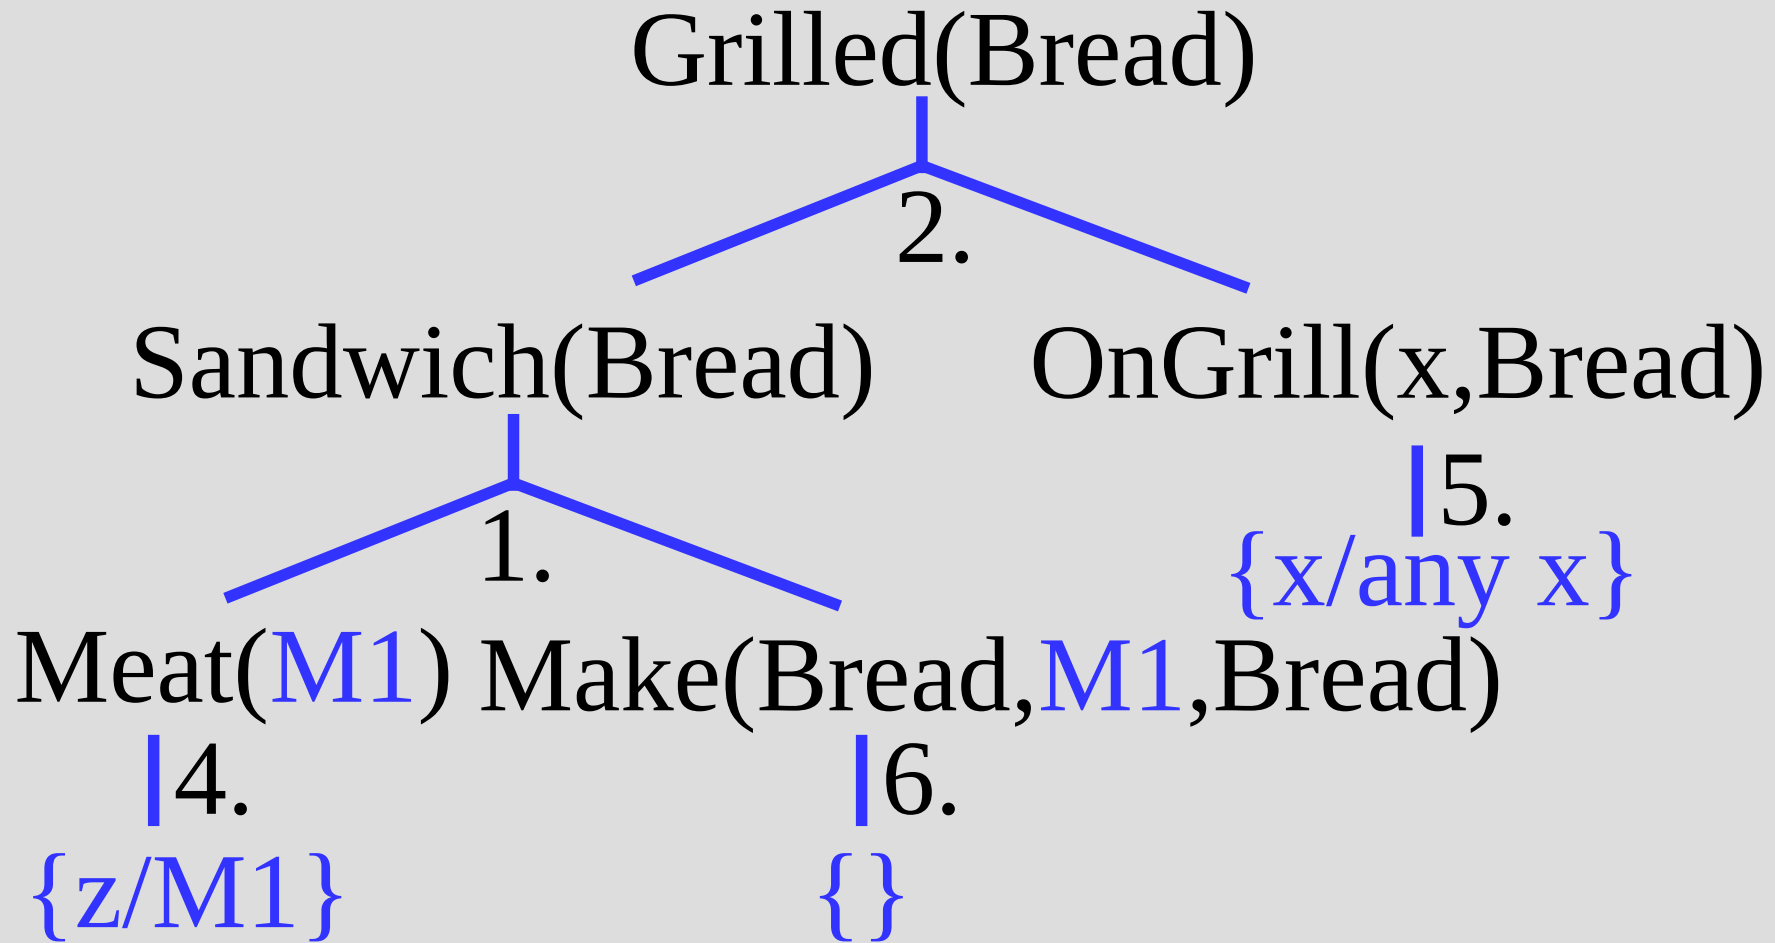 Grilled(Bread)
2.
Sandwich(Bread) OnGrill(x,Bread)
5.
1.
{x/any x}
Meat(M1) Make(Bread,M1,Bread)
4. 6.
{z/M1} {}